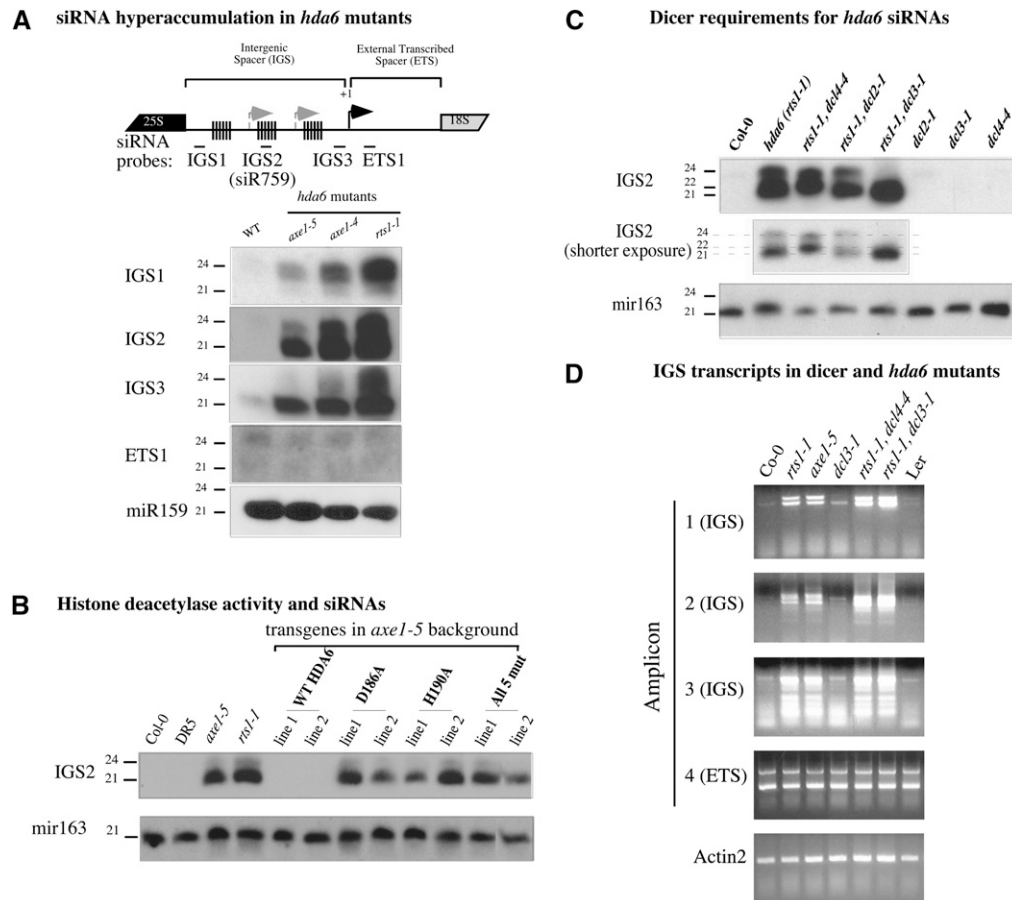 A siRNA hyperaccumulation in hda6 mutants
Intergenic
Spacer (IGS)
External Transcribed
Spacer (ETS)
+1
25S
18S
siRNA
probes:
IGS1
IGS2
(siR759)
IGS3
ETS1
hda6 mutants
WT
axe1-5
axe1-4
rts1-1
IGS1
24
21
IGS2
24
21
IGS3
24
21
ETS1
24
21
miR159
24
21
B Histone deacetylase activity and siRNAs
transgenes in axe1-5 background
WT HDA6
D186A
H190A
All 5 mut
Col-0
DR5
axe1-5
rts1-1
line 1
line 2
line1
line 2
line1
line 2
line1
line 2
IGS2
24
21
mir163
21
C Dicer requirements for hda6 siRNAs
Col-0
hda6 (rts1-1)
rts1-1, dcl4-4
rts1-1, dcl2-1
rts1-1, dcl3-1
dcl2-1
dcl3-1
dcl4-4
IGS2
24
22
21
IGS2
(shorter exposure)
24
22
21
mir163
24
21
D IGS transcripts in dicer and hda6 mutants
Co-0
rts1-1
axe1-5
dcl3-1
rts1-1, dcl4-4
rts1-1, dcl3-1
Ler
Amplicon
1 (IGS)
2 (IGS)
3 (IGS)
4 (ETS)
Actin2